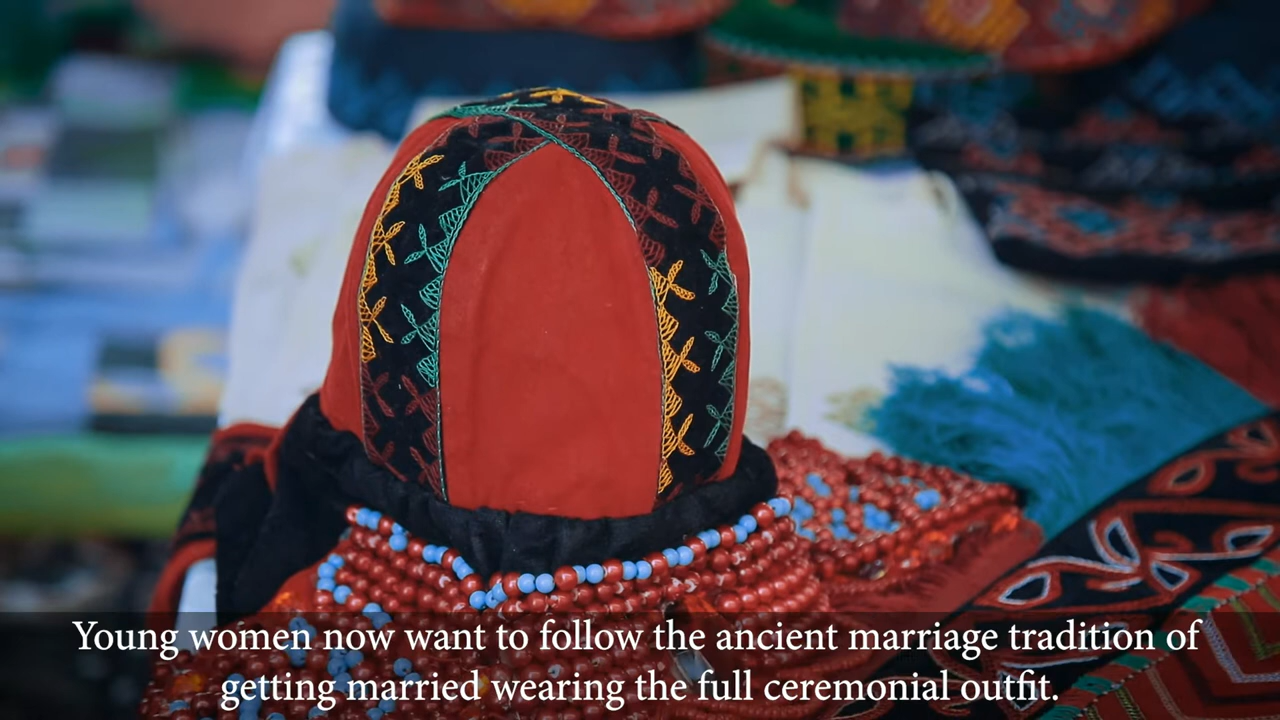 Young women now want to follow the ancient marriage tradition of
getting married wearing the full ceremonial outfit.